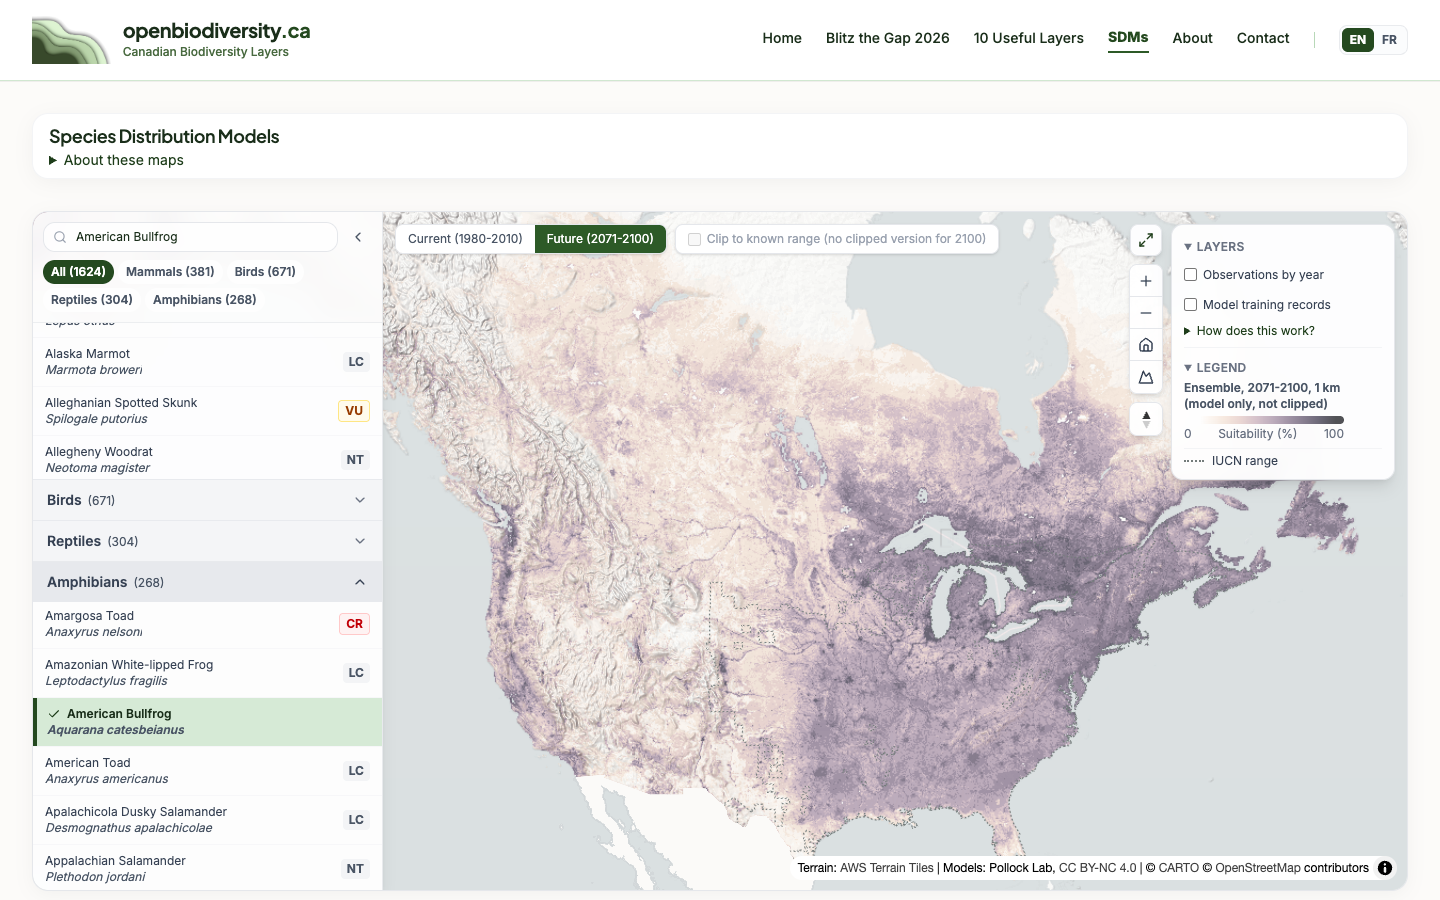 openbiodiversity.ca
Canadian Biodiversity Layers
Home
Blitz the Gap 2026
10 Useful Layers
SDMs
About
Contact
EN
FR
Species Distribution Models
About these maps
American Bullfrog
All (1624)
Mammals (381)
Birds (671)
Reptiles (304)
Amphibians (268)
Lepus othus
Alaska Marmot
Marmota broweri
LC
Alleghanian Spotted Skunk
Spilogale putorius
VU
Allegheny Woodrat
Neotoma magister
NT
Birds (671)
Reptiles (304)
Amphibians (268)
Amargosa Toad
Anaxyrus nelsoni
CR
Amazonian White-lipped Frog
Leptodactylus fragilis
LC
American Bullfrog
Aquarana catesbeianus
American Toad
Anaxyrus americanus
LC
Apalachicola Dusky Salamander
Desmognathus apalachicolae
LC
Appalachian Salamander
Plethodon jordani
NT
Current (1980-2010)
Future (2071-2100)
Clip to known range (no clipped version for 2100)
LAYERS
Observations by year
Model training records
How does this work?
LEGEND
Ensemble, 2071-2100, 1 km
(model only, not clipped)
0 Suitability (%) 100
IUCN range
Terrain: AWS Terrain Tiles | Models: Pollock Lab, CC BY-NC 4.0 | © CARTO © OpenStreetMap contributors